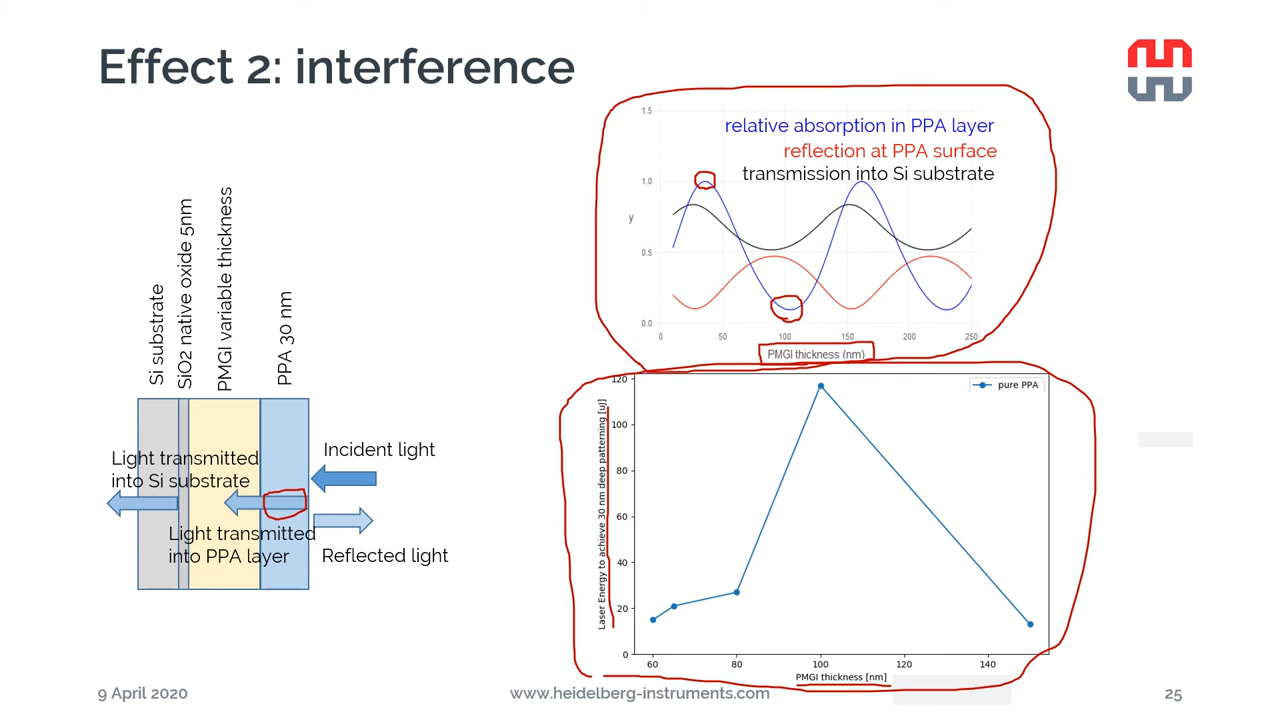 Effect 2: interference
Si substrate
SiO2 native oxide 5nm
PMGI variable thickness
PPA 30 nm
Light transmitted
into Si substrate
Incident light
Light transmitted
into PPA layer
Reflected light
relative absorption in PPA layer
reflection at PPA surface
transmission into Si substrate
1.5
1.0
y
0.5
0.0
0 50 100 150 200 250
PMGI thickness (nm)
pure PPA
Laser Energy to achieve 30 nm deep patterning [uJ]
120
100
80
60
40
20
0
60 80 100 120 140
PMGI thickness [nm]
9 April 2020
www.heidelberg-instruments.com
25